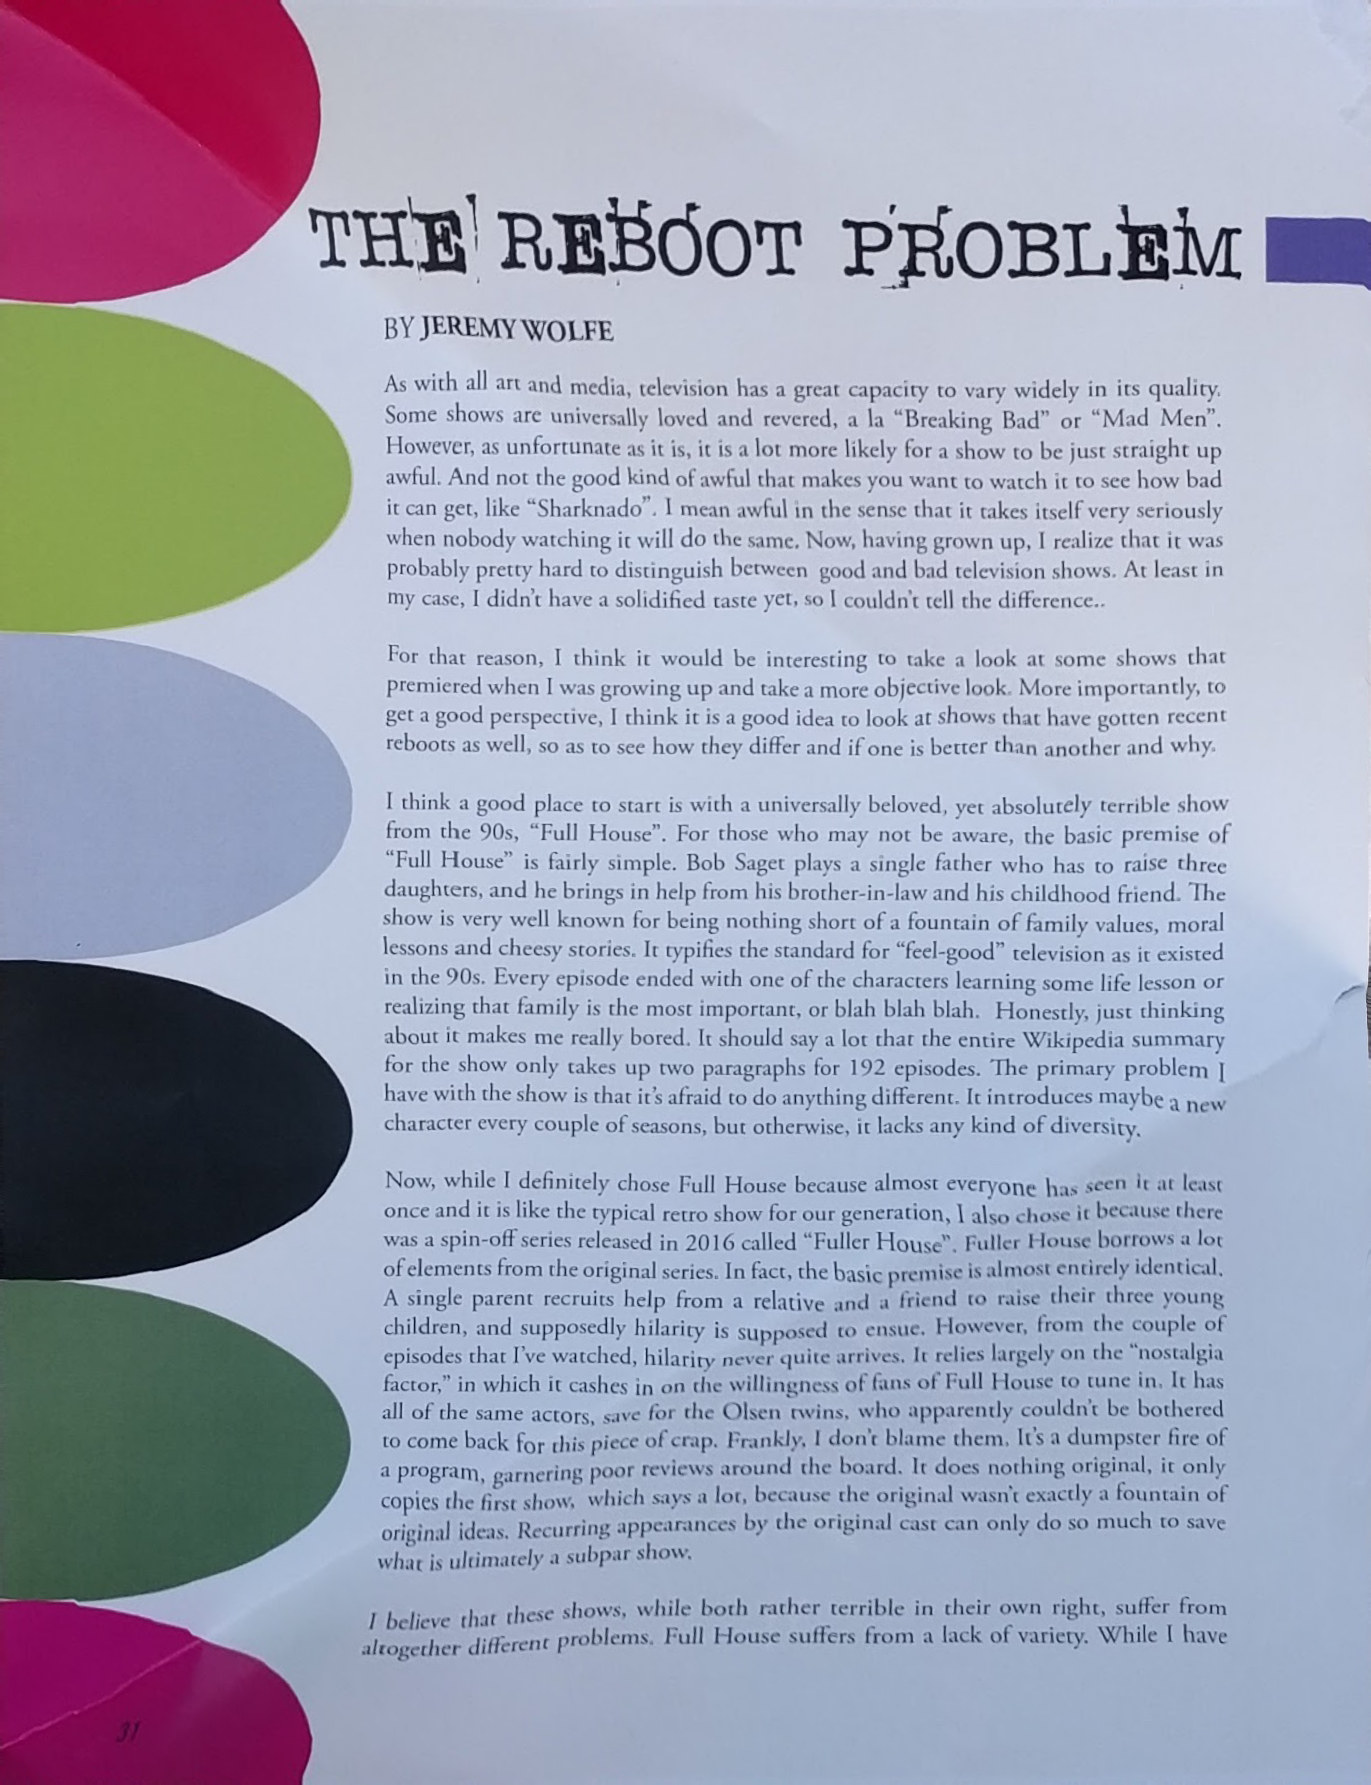 THE REBOOT PROBLEM
BY JEREMY WOLFE
As with all art and media, television has a great capacity to vary widely in its quality.
Some shows are universally loved and revered, a la “Breaking Bad” or “Mad Men”.
However, as unfortunate as it is, it is a lot more likely for a show to be just straight up
awful. And not the good kind of awful that makes you want to watch it to see how bad
it can get, like “Sharknado”. I mean awful in the sense that it takes itself very seriously
when nobody watching it will do the same. Now, having grown up, I realize that it was
probably pretty hard to distinguish between good and bad television shows. At least in
my case, I didn't have a solidified taste yet, so I couldn't tell the difference..
For that reason, I think it would be interesting to take a look at some shows that
premiered when I was growing up and take a more objective look. More importantly, to
get a good perspective, I think it is a good idea to look at shows that have gotten recent
reboots as well, so as to see how they differ and if one is better than another and why.
I think a good place to start is with a universally beloved, yet absolutely terrible show
from the 90s, “Full House”. For those who may not be aware, the basic premise of
“Full House” is fairly simple. Bob Saget plays a single father who has to raise three
daughters, and he brings in help from his brother-in-law and his childhood friend. The
show is very well known for being nothing short of a fountain of family values, moral
lessons and cheesy stories. It typifies the standard for “feel-good” television as it existed
in the 90s. Every episode ended with one of the characters learning some life lesson or
realizing that family is the most important, or blah blah blah. Honestly, just thinking
about it makes me really bored. It should say a lot that the entire Wikipedia summary
for the show only takes up two paragraphs for 192 episodes. The primary problem I
have with the show is that it's afraid to do anything different. It introduces maybe a new
character every couple of seasons, but otherwise, it lacks any kind of diversity.
Now, while I definitely chose Full House because almost everyone has seen it at least
once and it is like the typical retro show for our generation, I also chose it because there
was a spin-off series released in 2016 called “Fuller House”. Fuller House borrows a lot
of elements from the original series. In fact, the basic premise is almost entirely identical.
A single parent recruits help from a relative and a friend to raise their three young
children, and supposedly hilarity is supposed to ensue. However, from the couple of
episodes that I've watched, hilarity never quite arrives. It relies largely on the “nostalgia
factor,” in which it cashes in on the willingness of fans of Full House to tune in. It has
all of the same actors, save for the Olsen twins, who apparently couldn't be bothered
to come back for this piece of crap. Frankly, I don't blame them. It's a dumpster fire of
a program, garnering poor reviews around the board. It does nothing original, it only
copies the first show, which says a lot, because the original wasn't exactly a fountain of
original ideas. Recurring appearances by the original cast can only do so much to save
what is ultimately a subpar show.
I believe that these shows, while both rather terrible in their own right, suffer from
altogether different problems. Full House suffers from a lack of variety. While I have
31